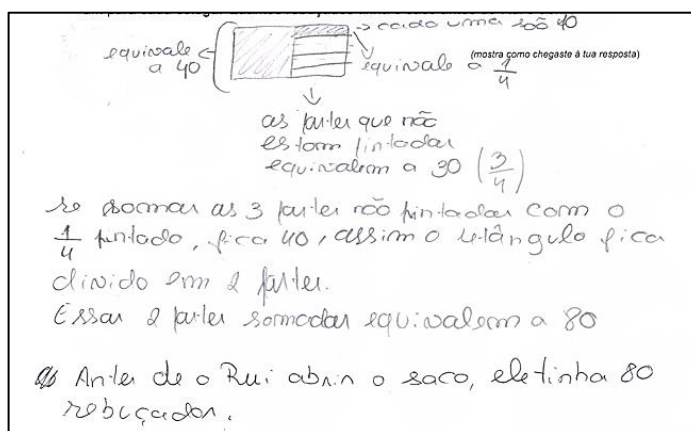 → cada uma são 10
equivale
a 40
(mostra como chegaste à tua resposta)
equivale a 1/4
as partes que não
estam pintadas
equivalem a 30 (3/4)
se somar as 3 partes não pintadas com o
1/4 pintado, fica 40, assim o retângulo fica
divido em 2 partes.
Essas 2 partes somadas equivalem a 80
Antes de o Rui abrir o saco, ele tinha 80
rebuçados.